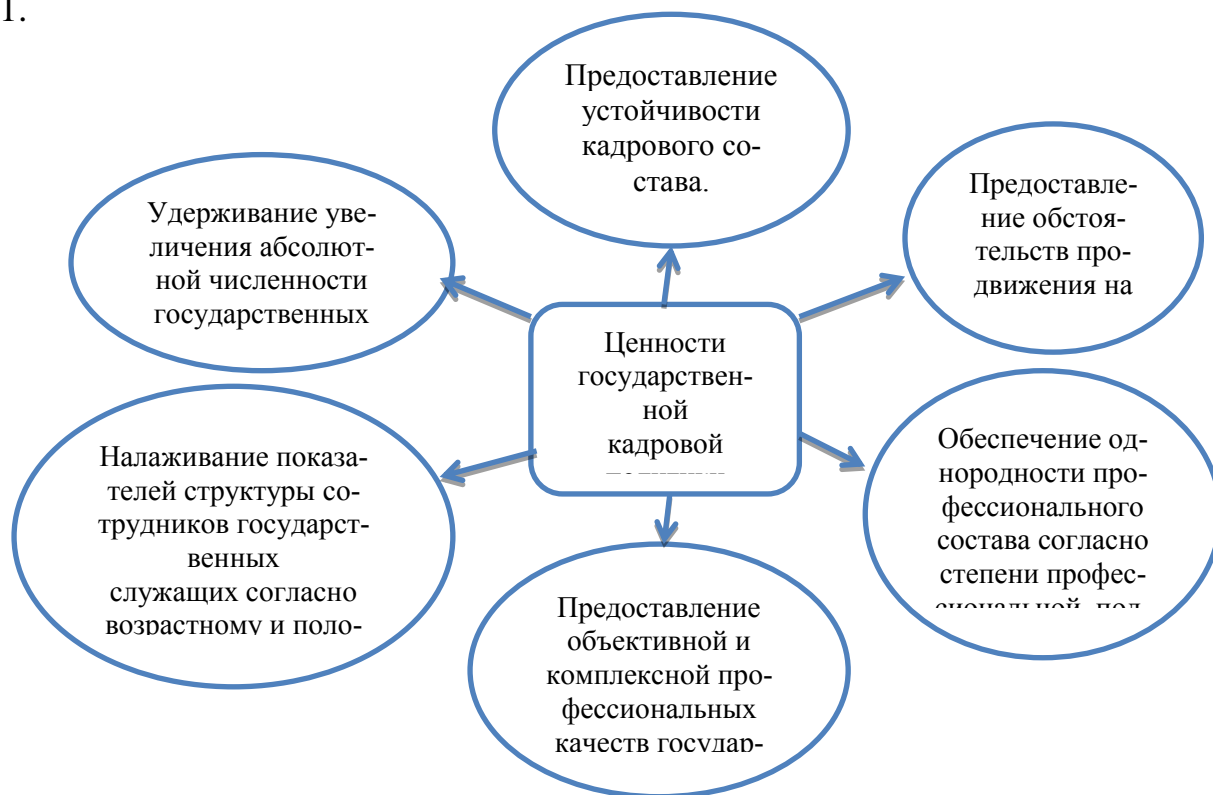 1.
Предоставление
устойчивости
кадрового со-
става.
Удерживание уве-
личения абсолют-
ной численности
государственных
Предоставле-
ние обстоя-
тельств про-
движения на
Ценности
государствен-
ной
кадровой
Налаживание показа-
телей структуры со-
трудников государст-
венных
служащих согласно
возрастному и поло-
Обеспечение од-
нородности про-
фессионального
состава согласно
степени профес-
сиональной под-
Предоставление
объективной и
комплексной про-
фессиональных
качеств государ-